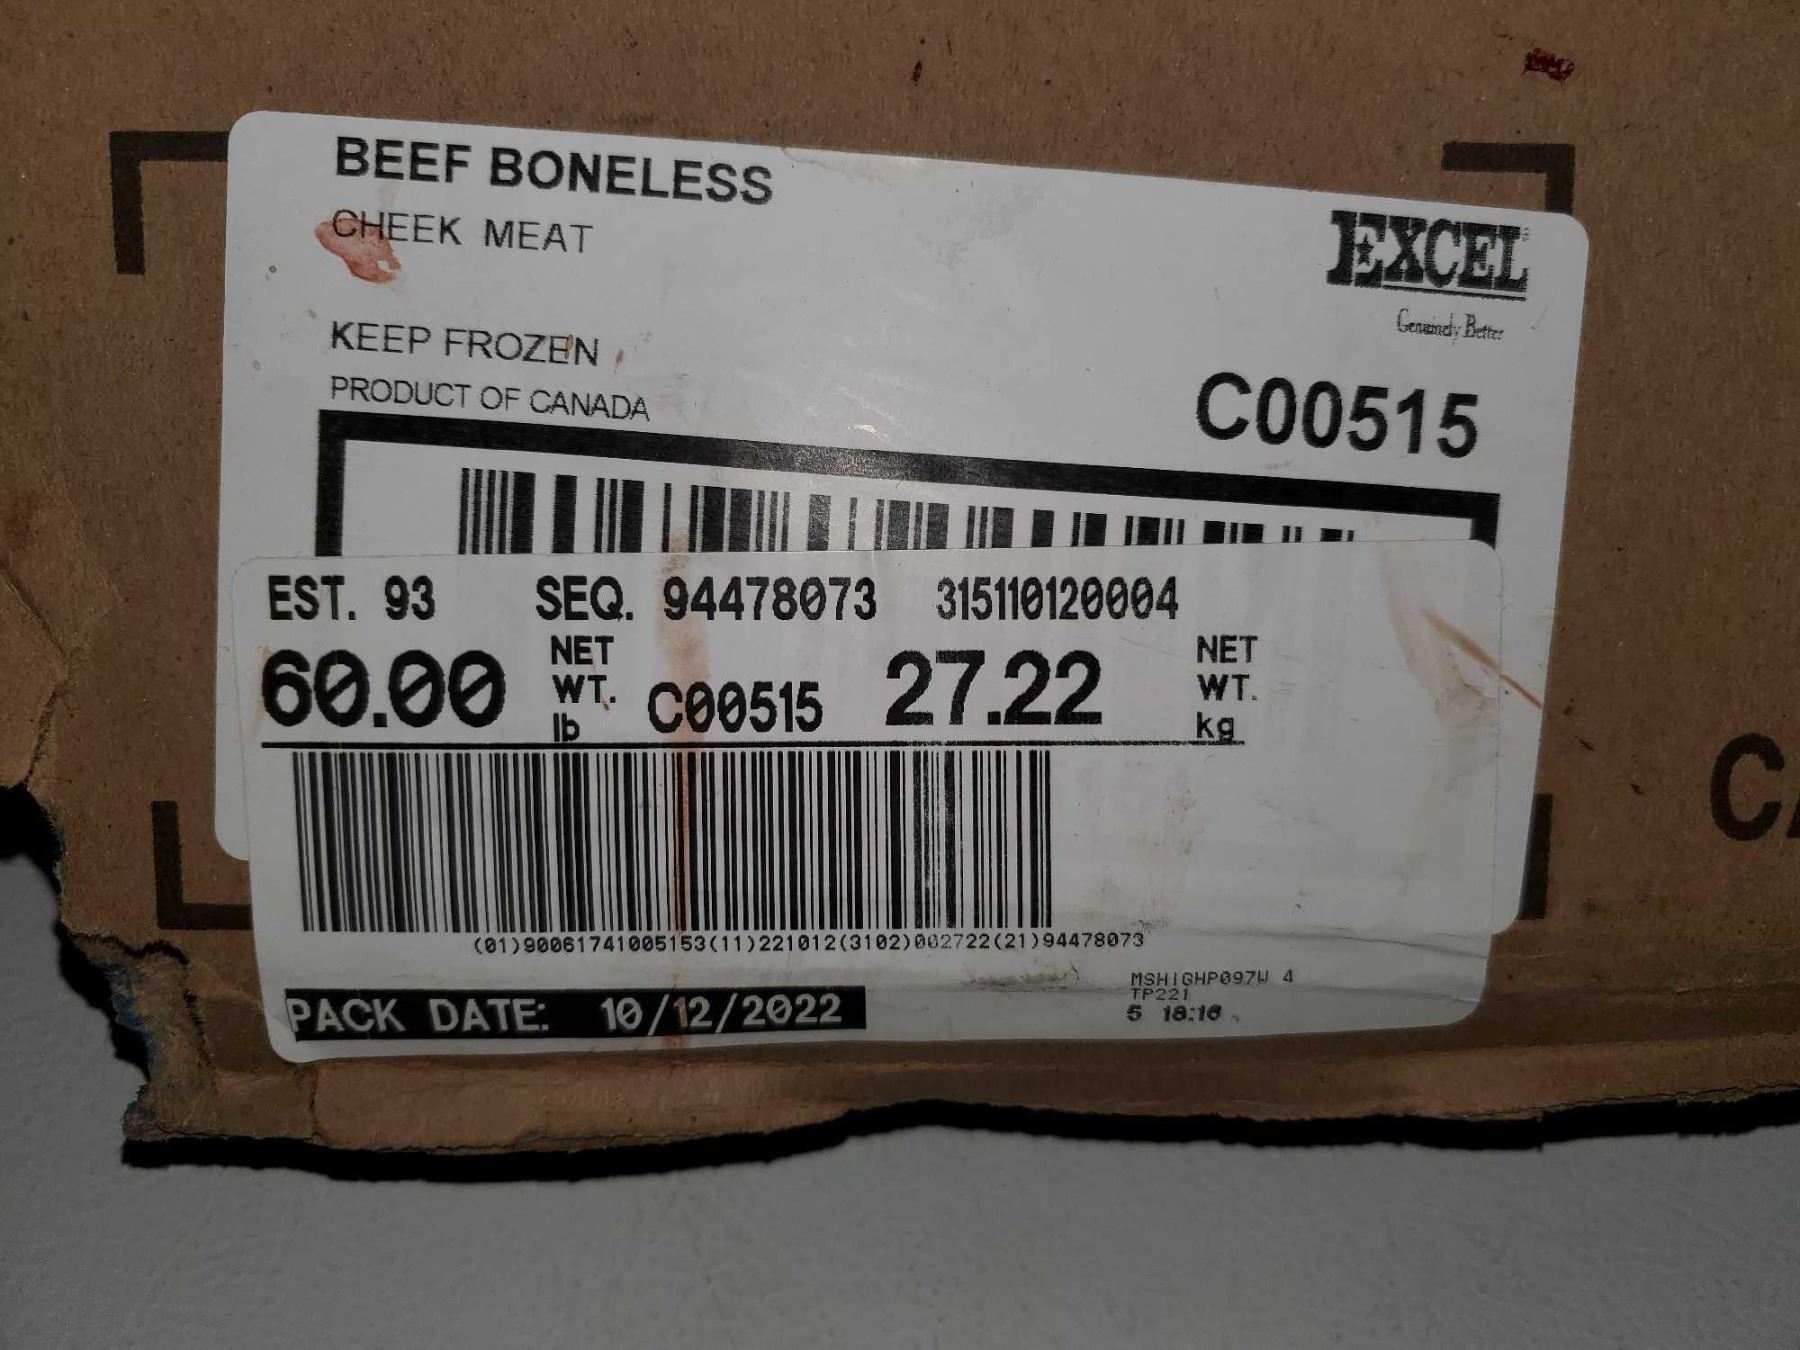 BEEF BONELESS
CHEEK MEAT
EXCEL
Genuinely Better
KEEP FROZEN
PRODUCT OF CANADA
C00515
EST. 93 SEQ. 94478073 315110120004
60.00 NET WT. lb C00515 27.22 NET WT. kg
(01)90061741005153(11)221012(3102)002722(21)94478073
MSHIGHP097W 4
TP221
PACK DATE: 10/12/2022
5 18:16